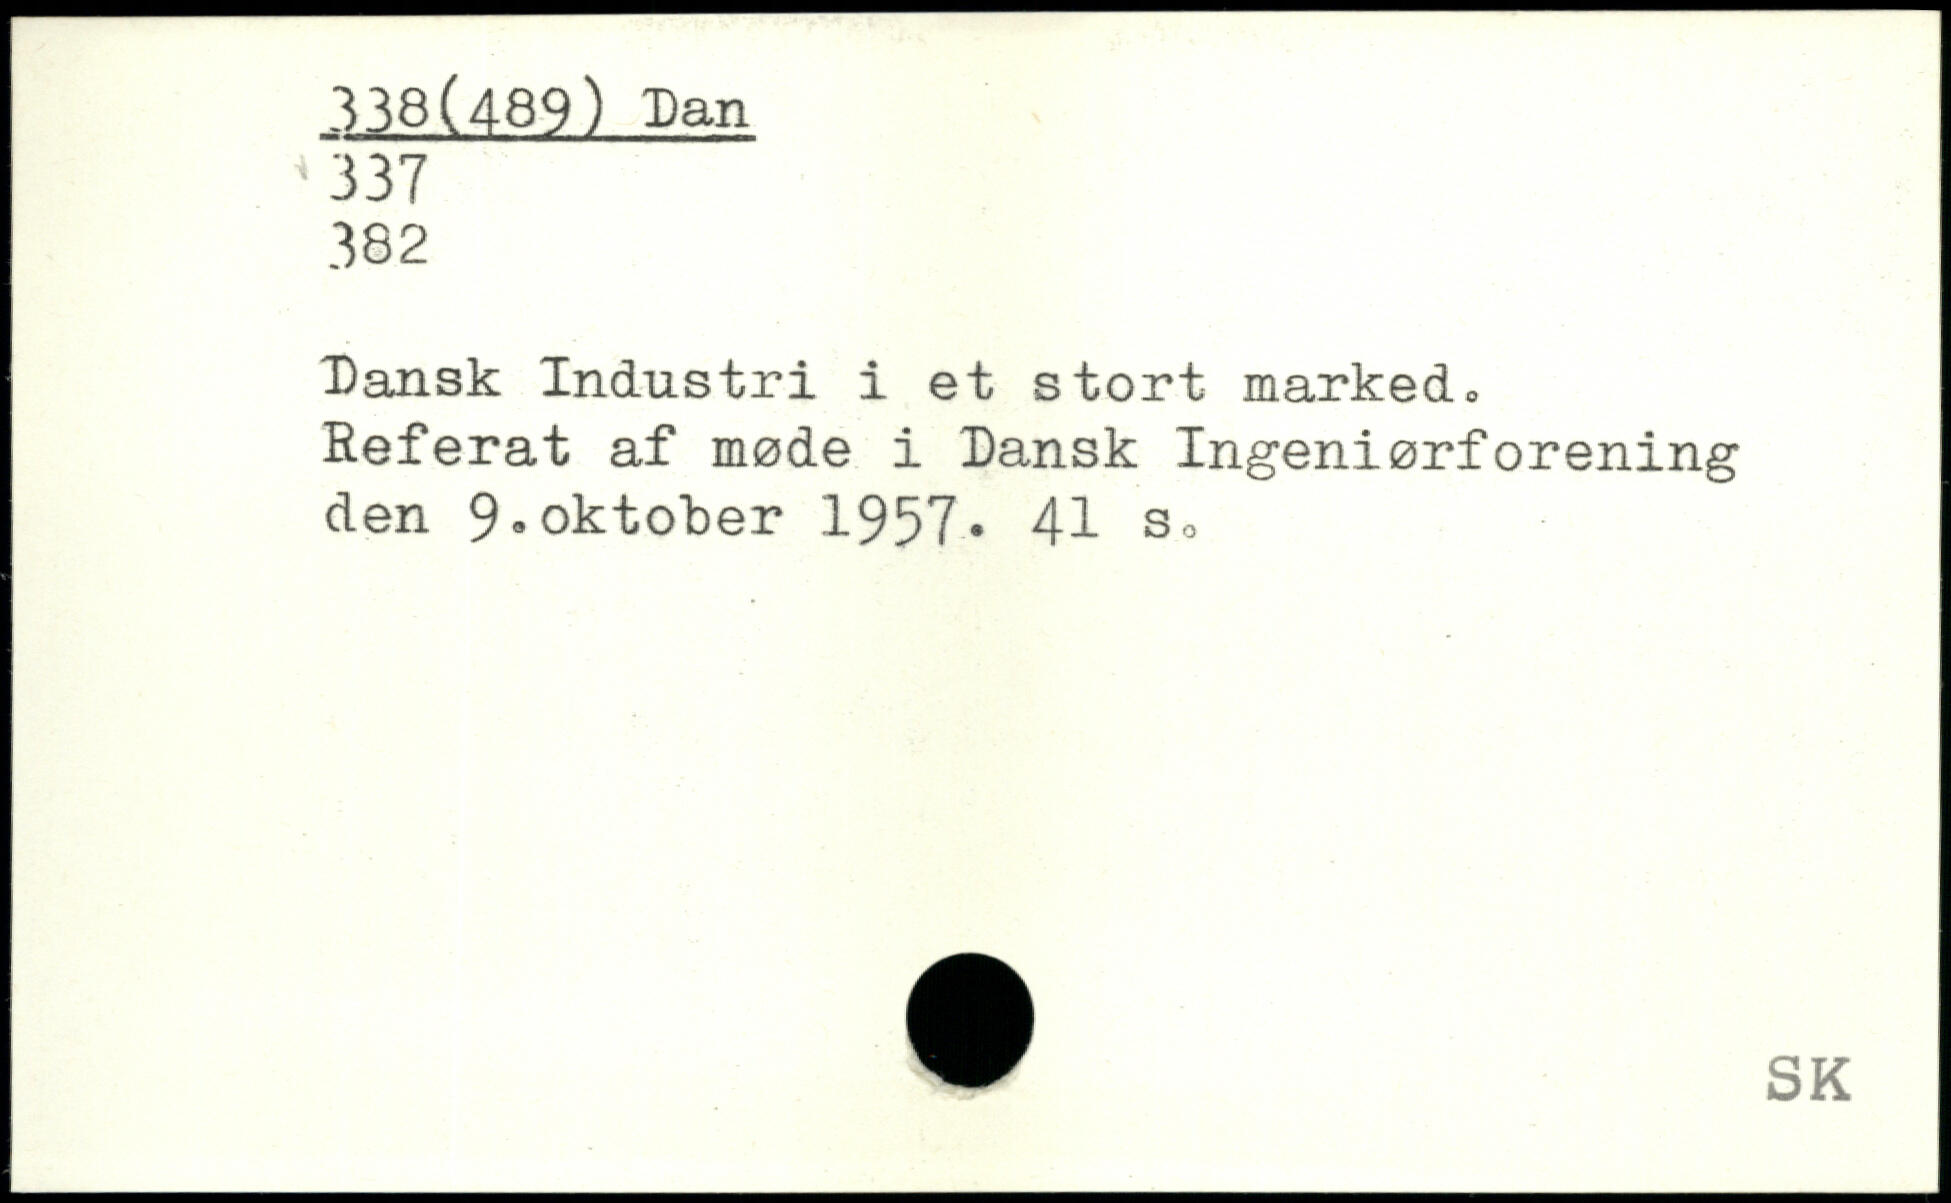 338(489) Dan
337
382
Dansk Industri i et stort marked.
Referat af møde i Dansk Ingeniørforening
den 9.oktober 1957. 41 s.
SK